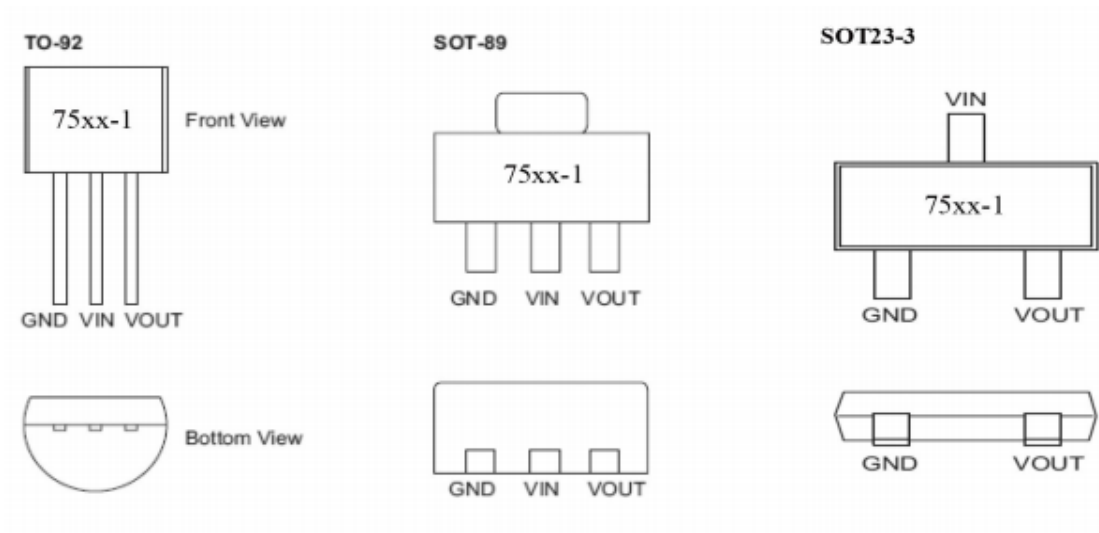 TO-92
75xx-1
Front View
GND VIN VOUT
Bottom View
SOT-89
75xx-1
GND VIN VOUT
GND VIN VOUT
SOT23-3
VIN
75xx-1
GND VOUT
GND VOUT